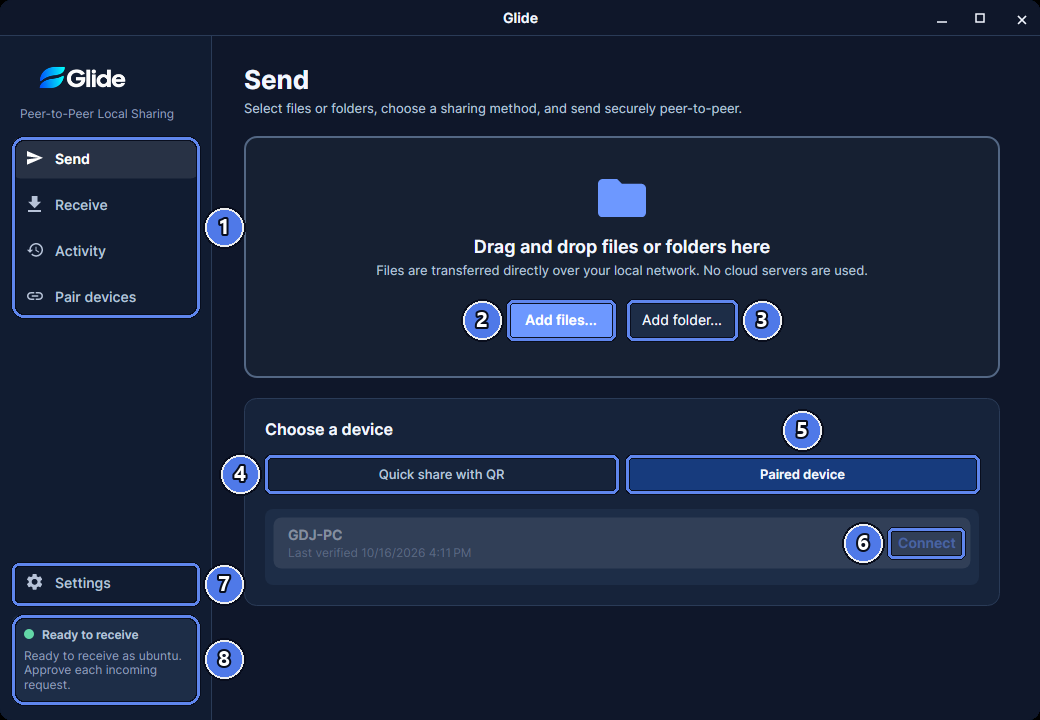 Glide
Glide
Peer-to-Peer Local Sharing
Send
Receive
Activity
Pair devices
1
Settings
7
Ready to receive
Ready to receive as ubuntu.
Approve each incoming
request.
8
Send
Select files or folders, choose a sharing method, and send securely peer-to-peer.
Drag and drop files or folders here
Files are transferred directly over your local network. No cloud servers are used.
2 Add files... Add folder... 3
Choose a device
5
4 Quick share with QR Paired device
GDJ-PC
Last verified 10/16/2026 4:11 PM
6 Connect